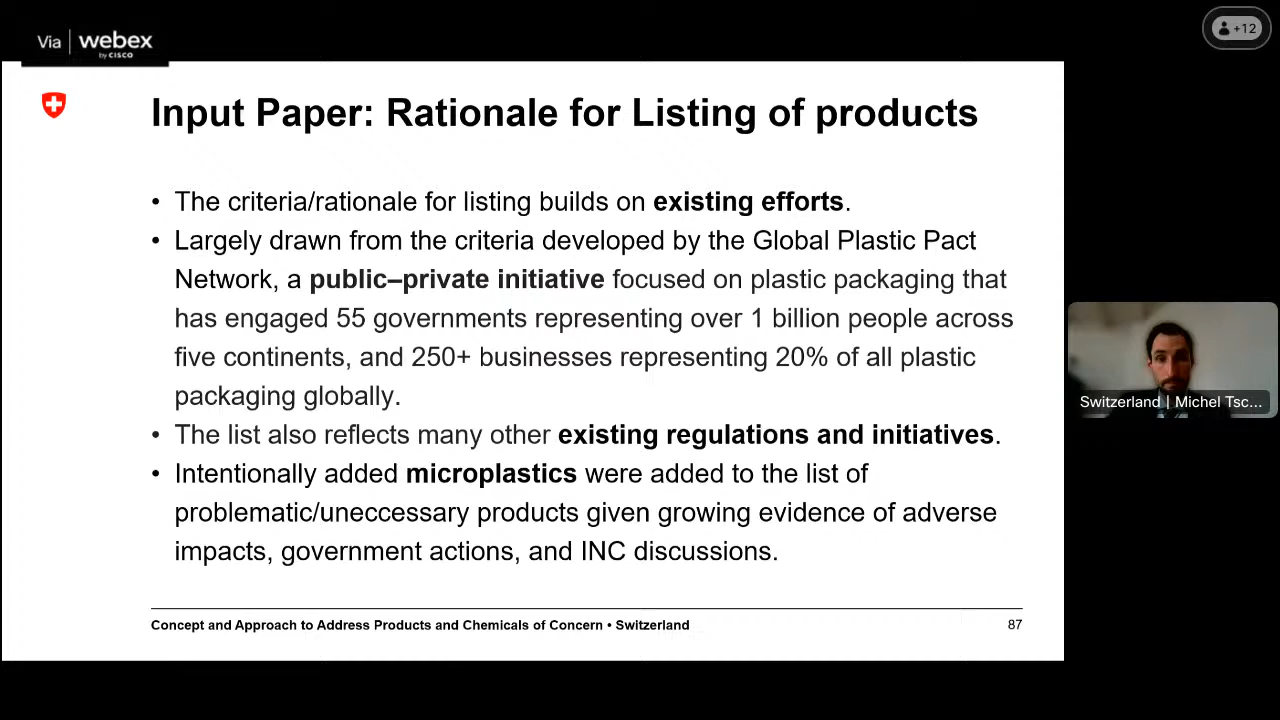 Via | webex
by CISCO
+12
Input Paper: Rationale for Listing of products
• The criteria/rationale for listing builds on existing efforts.
• Largely drawn from the criteria developed by the Global Plastic Pact
Network, a public–private initiative focused on plastic packaging that
has engaged 55 governments representing over 1 billion people across
five continents, and 250+ businesses representing 20% of all plastic
packaging globally.
• The list also reflects many other existing regulations and initiatives.
• Intentionally added microplastics were added to the list of
problematic/uneccessary products given growing evidence of adverse
impacts, government actions, and INC discussions.
Switzerland | Michel Tsc...
Concept and Approach to Address Products and Chemicals of Concern • Switzerland
87